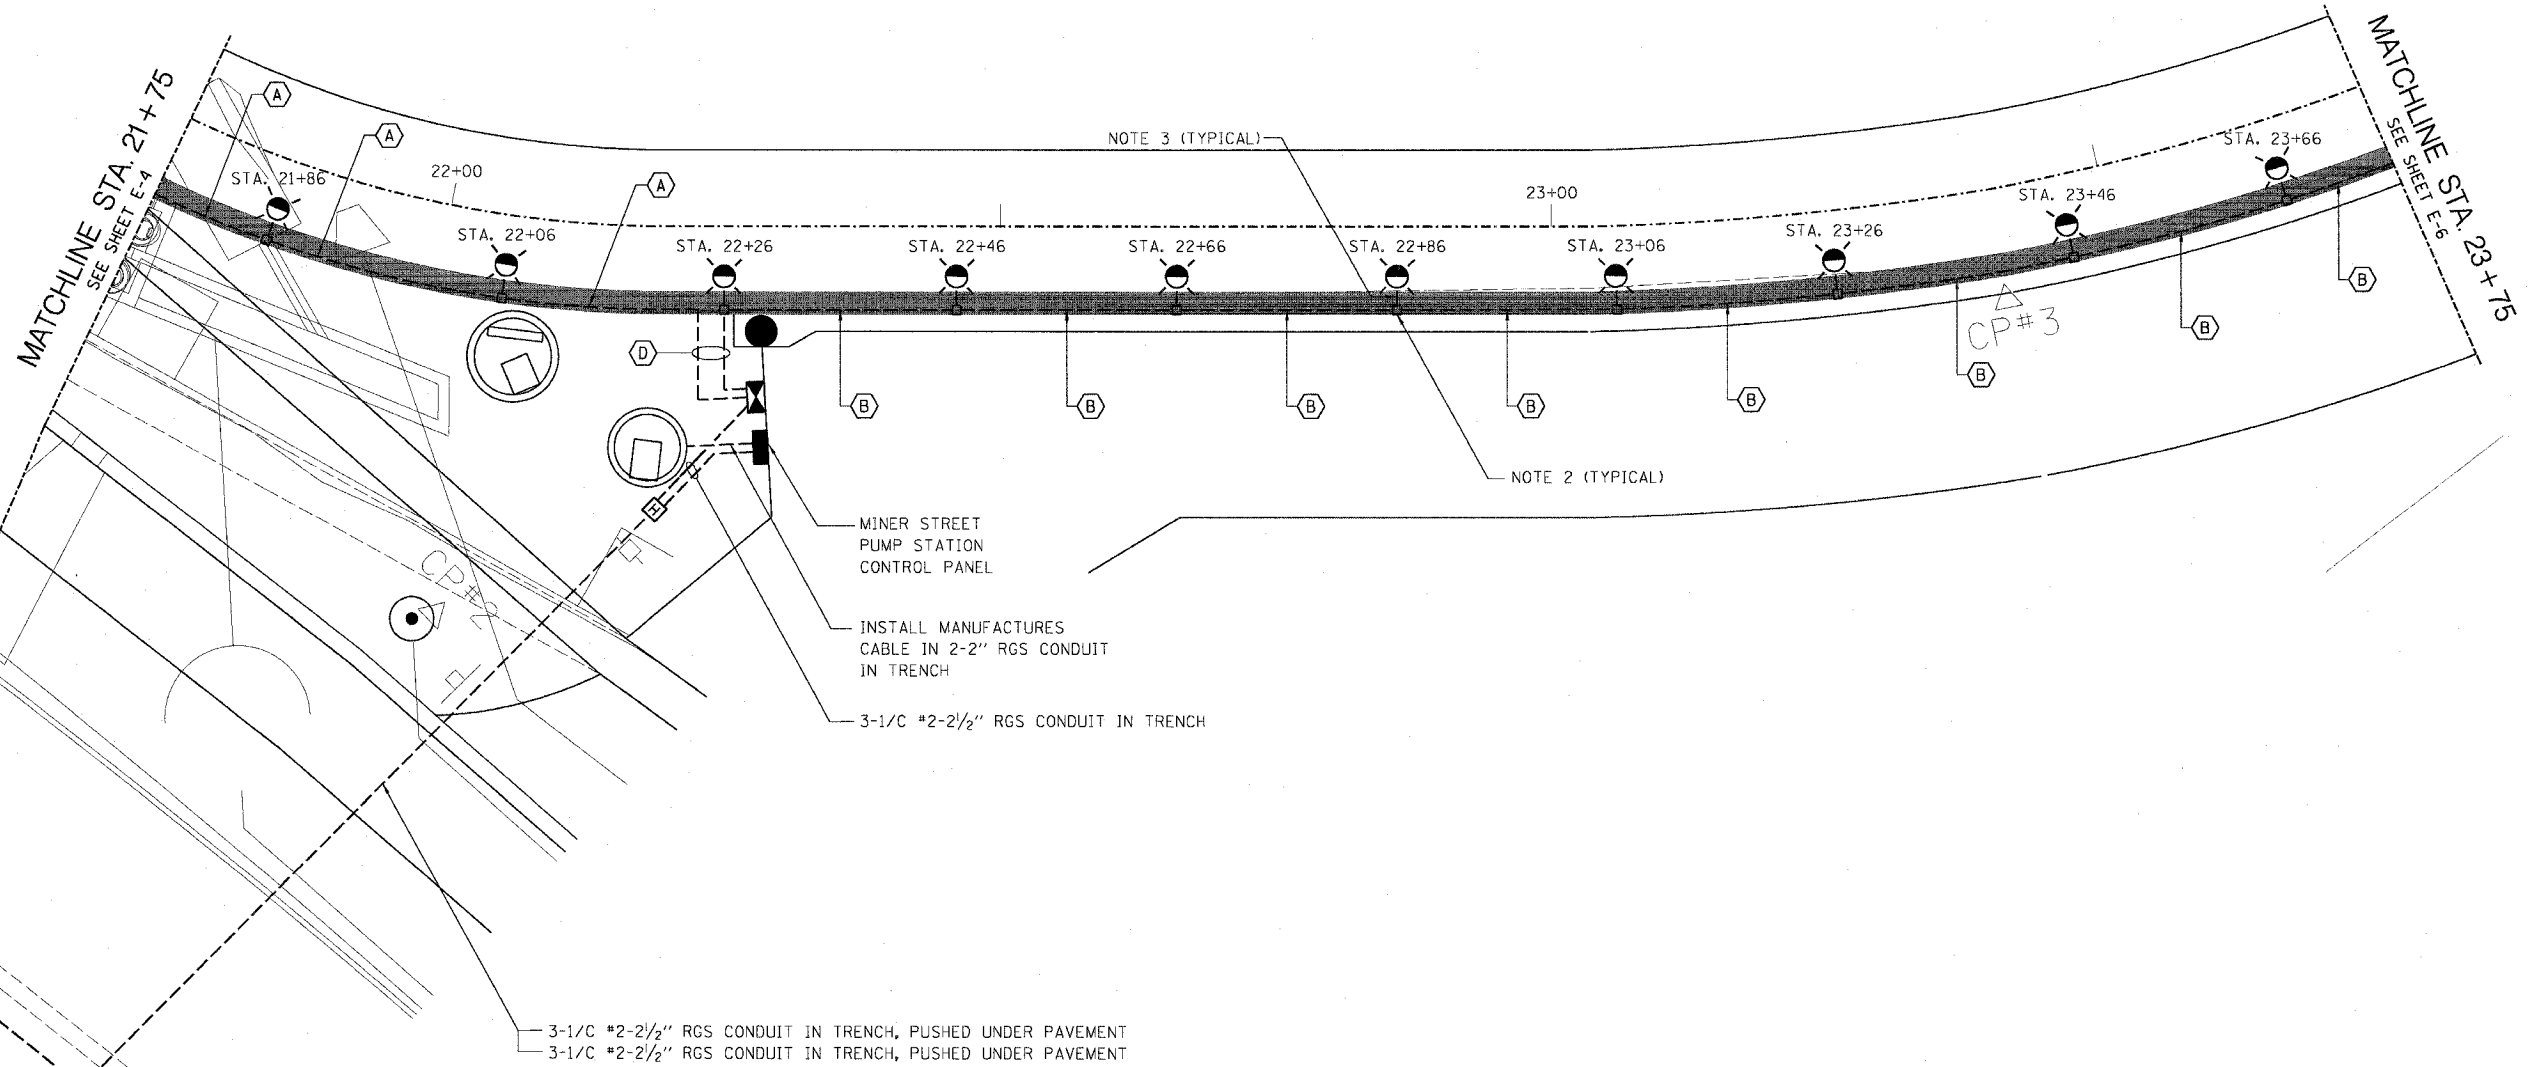 MATCHLINE STA. 21+75
SEE SHEET E-4
A
A
A
STA. 21+86
22+00
STA. 22+06
STA. 22+26
STA. 22+46
STA. 22+66
NOTE 3 (TYPICAL)
STA. 22+86
23+00
STA. 23+06
STA. 23+26
STA. 23+46
STA. 23+66
MATCHLINE STA. 23+75
SEE SHEET E-6
D
B
B
B
B
B
B
B
B
CP#3
NOTE 2 (TYPICAL)
H
CP#2
MINER STREET
PUMP STATION
CONTROL PANEL
INSTALL MANUFACTURES
CABLE IN 2-2" RGS CONDUIT
IN TRENCH
3-1/C #2-2½" RGS CONDUIT IN TRENCH
3-1/C #2-2½" RGS CONDUIT IN TRENCH, PUSHED UNDER PAVEMENT
3-1/C #2-2½" RGS CONDUIT IN TRENCH, PUSHED UNDER PAVEMENT